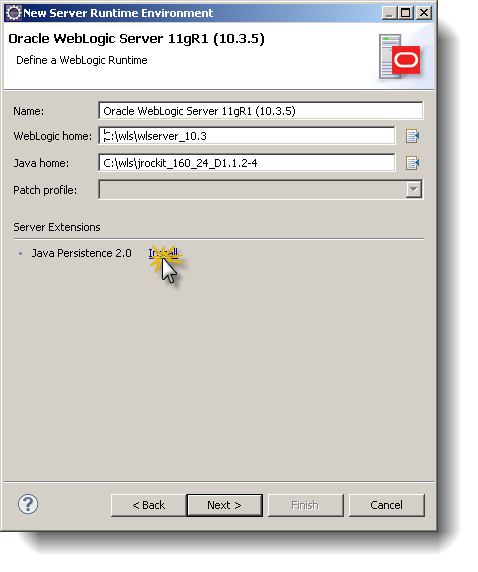 New Server Runtime Environment
Oracle WebLogic Server 11gR1 (10.3.5)
Define a WebLogic Runtime
Name: Oracle WebLogic Server 11gR1 (10.3.5)
WebLogic home: C:\wls\wlserver_10.3
Java home: C:\wls\jrockit_160_24_D1.1.2-4
Patch profile:
Server Extensions
Java Persistence 2.0 Install
? < Back Next > Finish Cancel